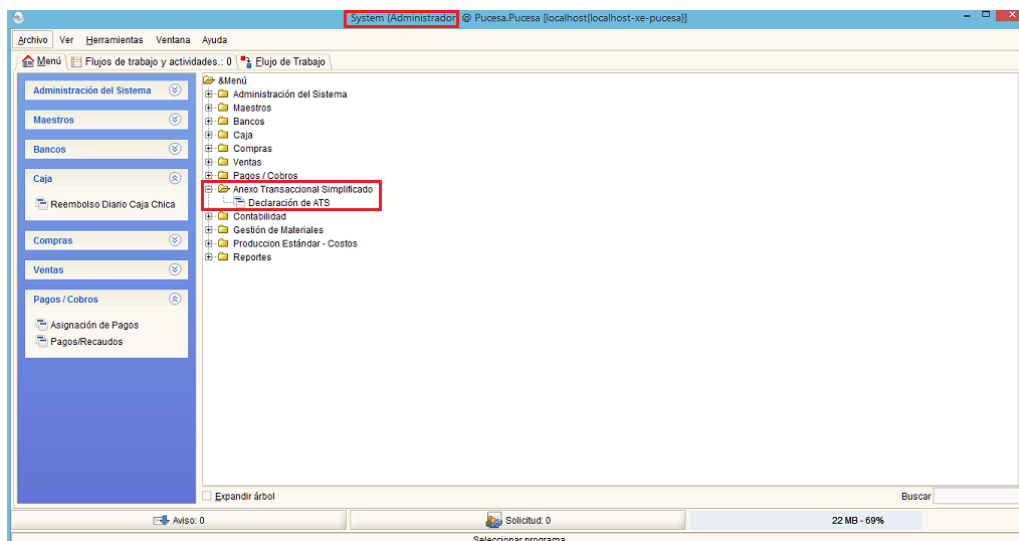 System (Administrador) @ Pucesa.Pucesa [localhost[localhost-xe-pucesa]]
Archivo Ver Herramientas Ventana Ayuda
Menú Flujos de trabajo y actividades.: 0 Flujo de Trabajo
Administración del Sistema
Maestros
Bancos
Caja
Reembolso Diario Caja Chica
Compras
Ventas
Pagos / Cobros
Asignación de Pagos
Pagos/Recaudos
&Menú
Administración del Sistema
Maestros
Bancos
Caja
Compras
Ventas
Pagos / Cobros
Anexo Transaccional Simplificado
Declaración de ATS
Contabilidad
Gestión de Materiales
Produccion Estándar - Costos
Reportes
Expandir árbol
Buscar
Aviso: 0
Solicitud: 0
22 MB - 69%
Seleccionar programa